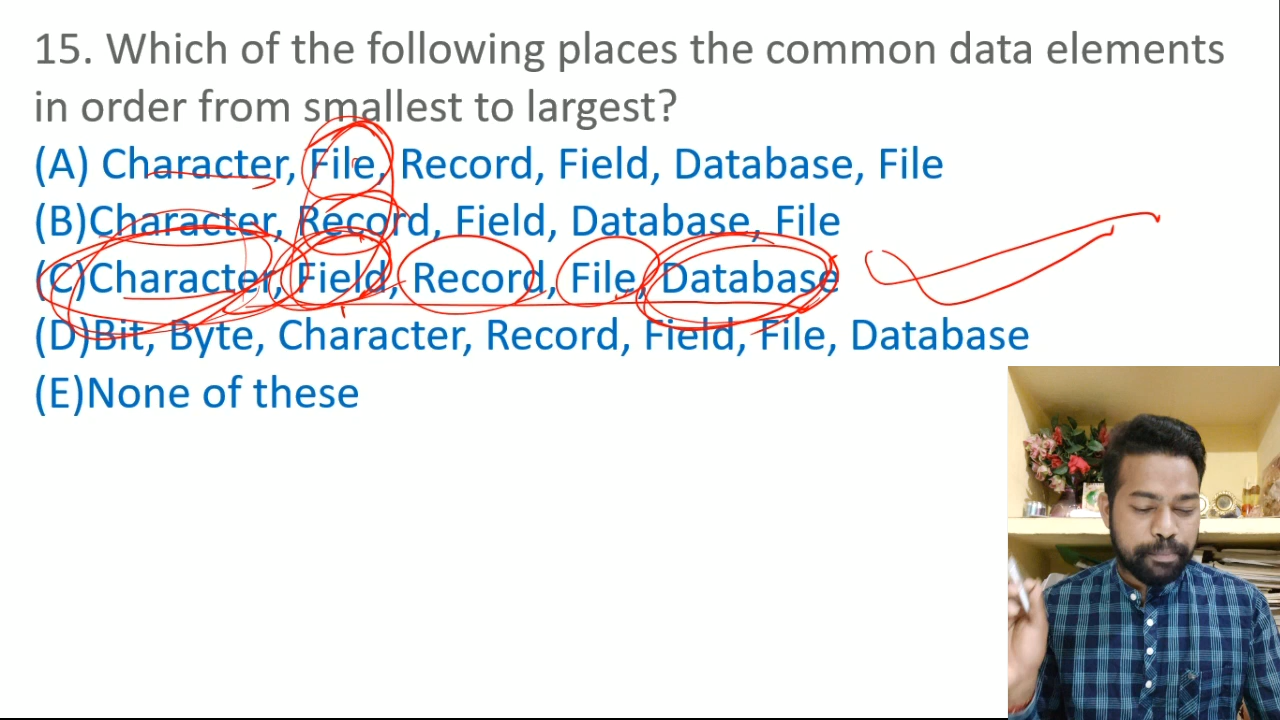 15. Which of the following places the common data elements
in order from smallest to largest?
(A) Character, File, Record, Field, Database, File
(B)Character, Record, Field, Database, File
(C)Character, Field, Record, File, Database
(D)Bit, Byte, Character, Record, Field, File, Database
(E)None of these